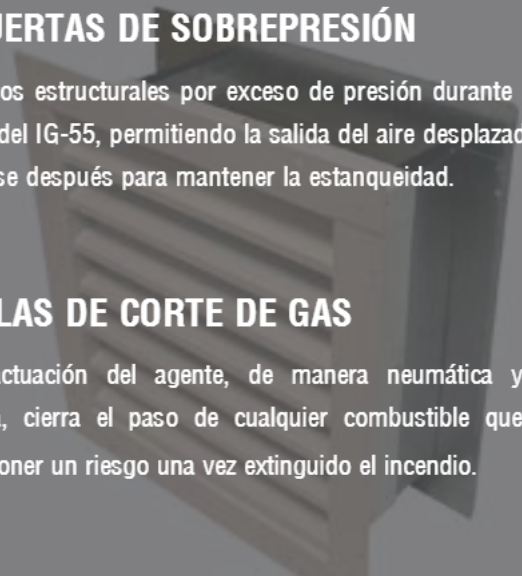 UERTAS DE SOBREPRESIÓN
os estructurales por exceso de presión durante
del IG-55, permitiendo la salida del aire desplazad
se después para mantener la estanqueidad.
LAS DE CORTE DE GAS
ctuación del agente, de manera neumática y
, cierra el paso de cualquier combustible que
oner un riesgo una vez extinguido el incendio.